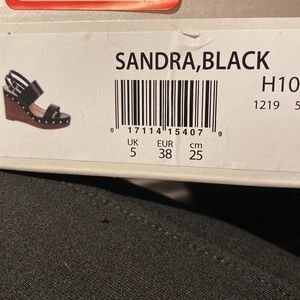 SANDRA,BLACK
H10
1219 5
0 17114 15407 9
UK EUR cm
5 38 25